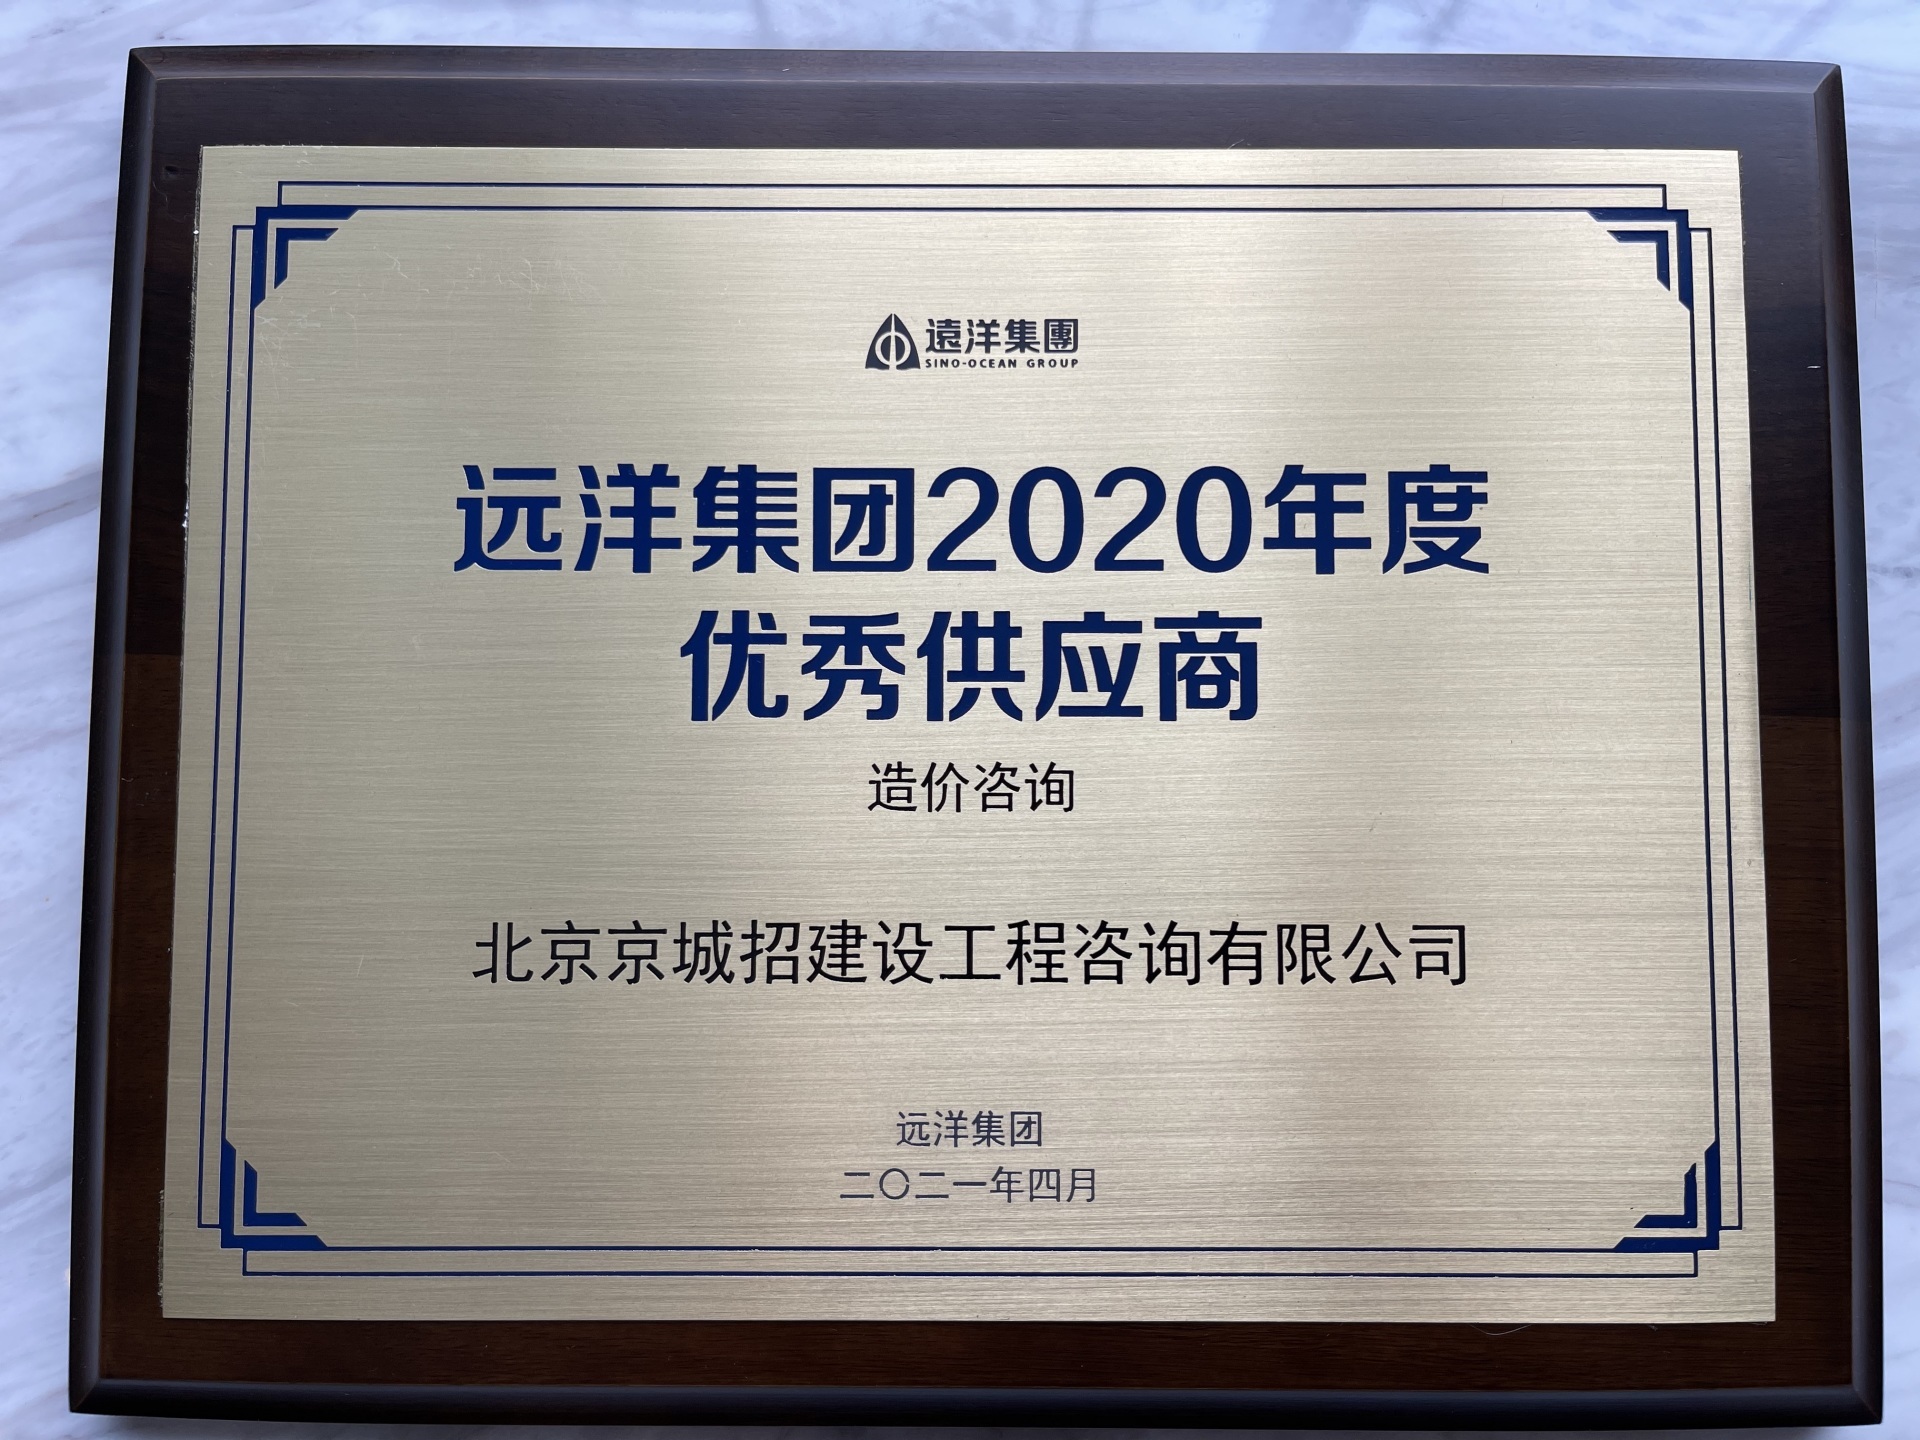 遠洋集團
SINO-OCEAN GROUP
远洋集团2020年度
优秀供应商
造价咨询
北京京城招建设工程咨询有限公司
远洋集团
二〇二一年四月